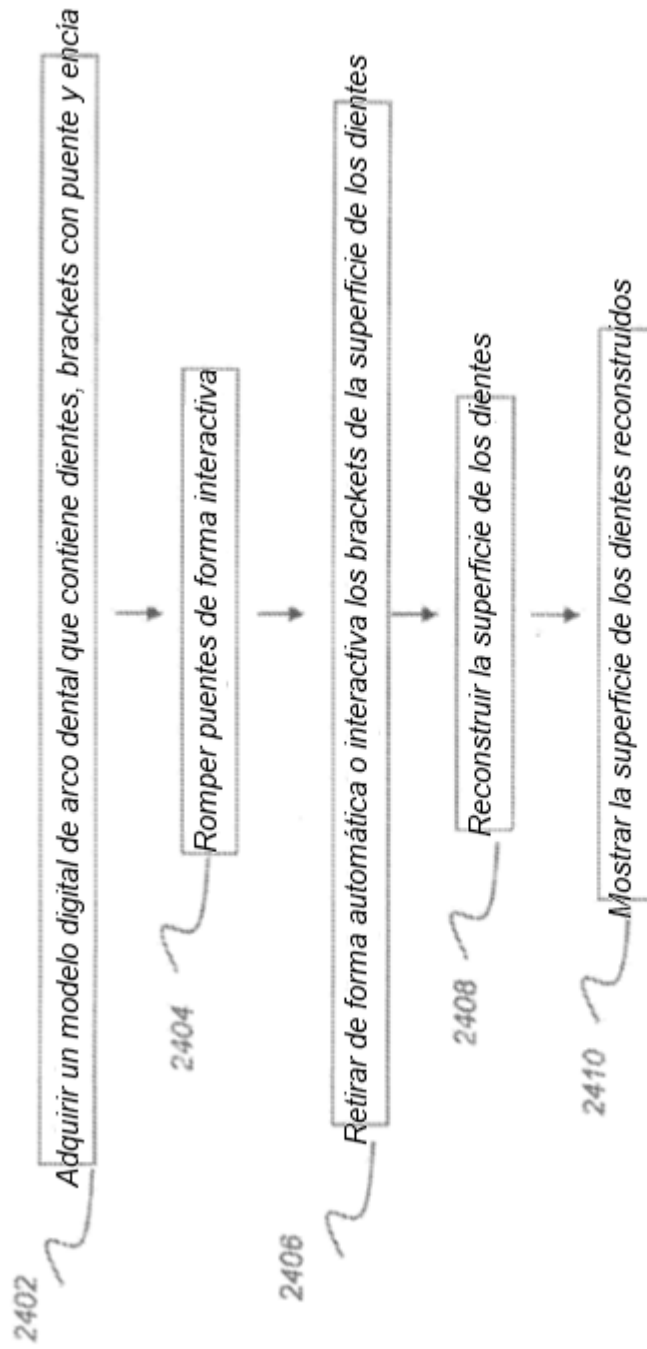 2402
Adquirir un modelo digital de arco dental que contiene dientes, brackets con puente y encia
2404
Romper puentes de forma interactiva
2406
Retirar de forma automática o interactiva los brackets de la superficie de los dientes
2408
Reconstruir la superficie de los dientes
2410
Mostrar la superficie de los dientes reconstruidos